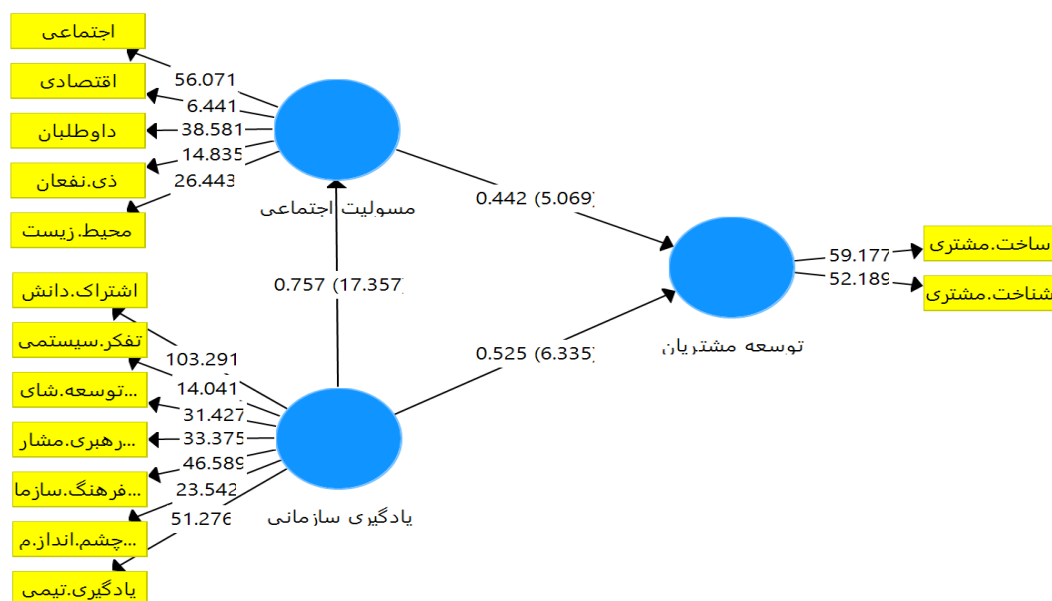 اجتماعی
اقتصادی
داوطلبان
ذی.نفعان
محیط.زیست
56.071
6.441
38.581
14.835
26.443
مسولیت اجتماعی
0.442 (5.069)
0.757 (17.357)
0.525 (6.335)
توسعه مشتریان
59.177
52.189
ساخت.مشتری
شناخت.مشتری
اشتراک.دانش
تفکر.سیستمی
توسعه.شای...
رهبری.مشار...
فرهنگ.سازما...
چشم.انداز.م...
یادگیری.تیمی
103.291
14.041
31.427
33.375
46.589
23.542
51.276
یادگیری سازمانی